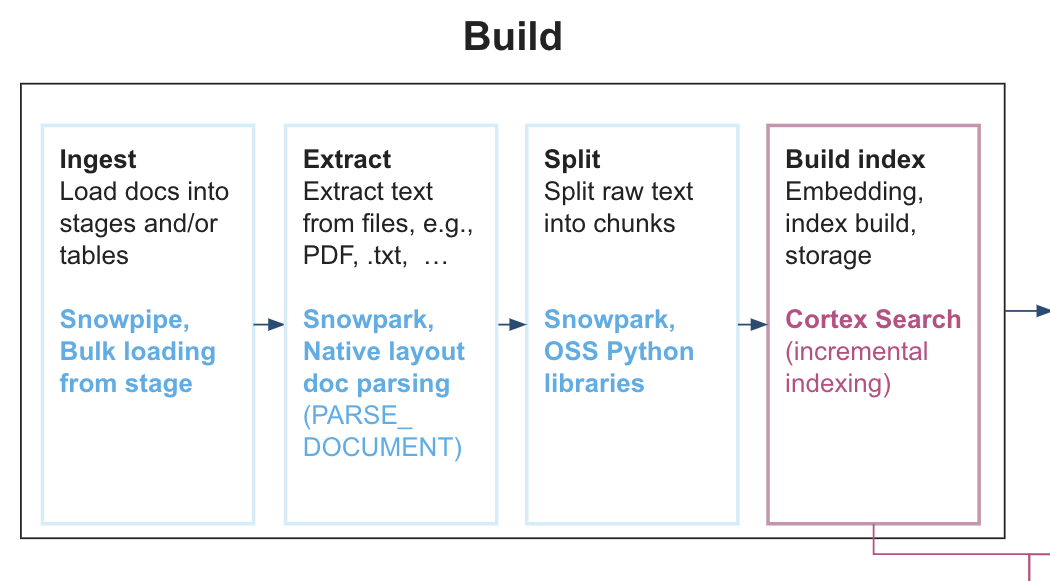 Build
Ingest
Load docs into
stages and/or
tables
Snowpipe,
Bulk loading
from stage
Extract
Extract text
from files, e.g.,
PDF, .txt,  …
Snowpark,
Native layout
doc parsing
(PARSE_
DOCUMENT)
Split
Split raw text
into chunks
Snowpark,
OSS Python
libraries
Build index
Embedding,
index build,
storage
Cortex Search
(incremental
indexing)